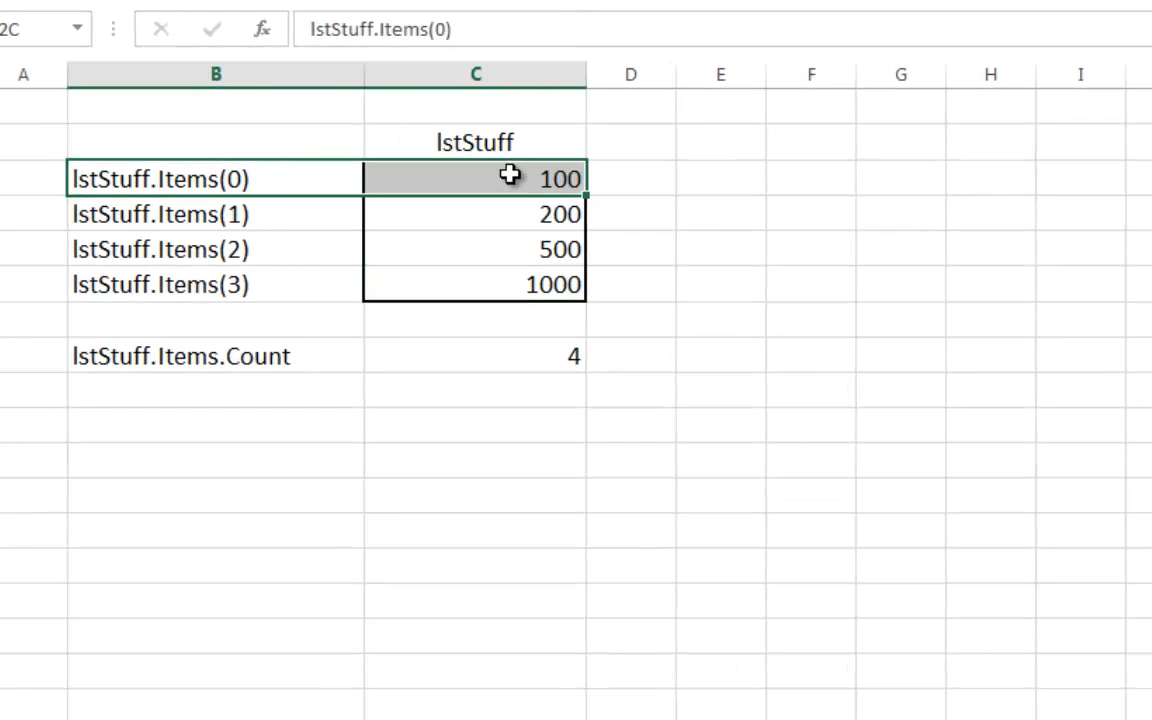 2C fx lstStuff.Items(0)
A B C D E F G H I
lstStuff
lstStuff.Items(0) 100
lstStuff.Items(1) 200
lstStuff.Items(2) 500
lstStuff.Items(3) 1000
lstStuff.Items.Count 4